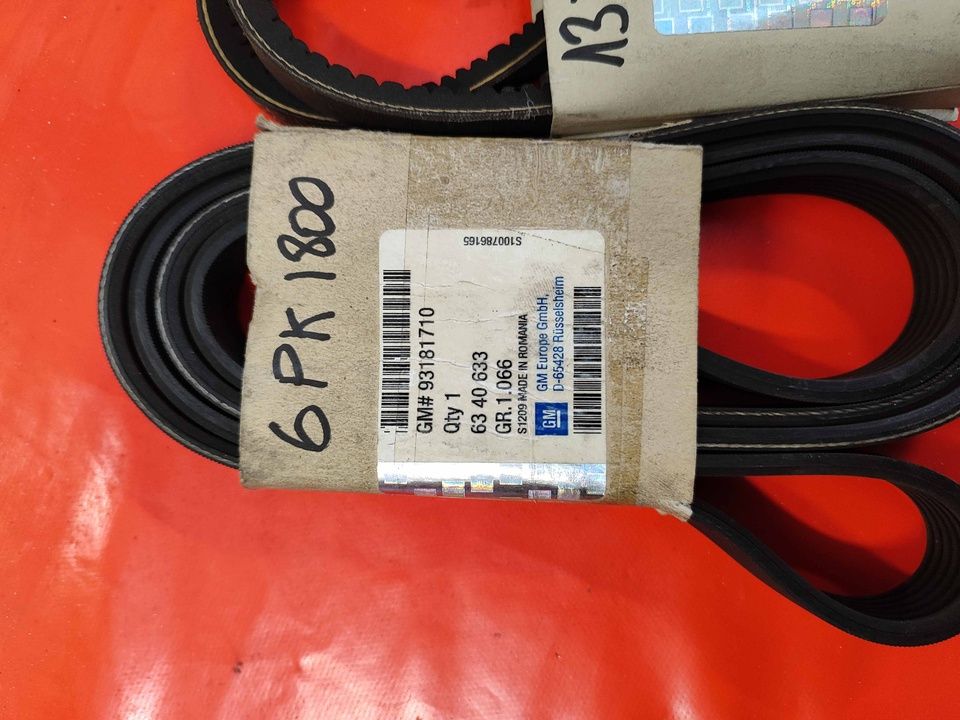 6PK1800
S100786165
GM# 93181710
Qty 1
63 40 633
GR.1.066
S1209 MADE IN ROMANIA
GM
GM Europe GmbH,
D-65428 Rüsselsheim